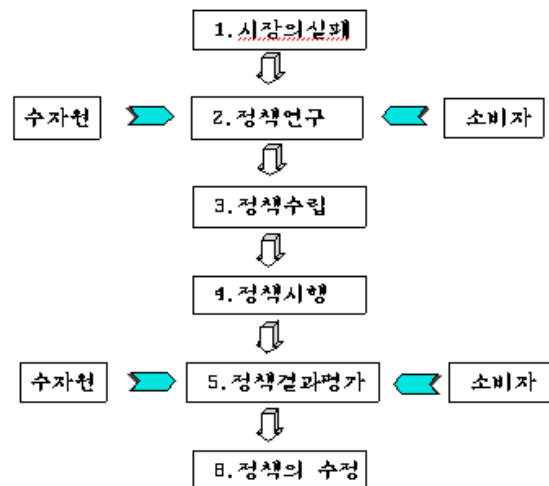 1.시장의실패
수자원
2.정책연구
소비자
3.정책수립
4.정책시행
수자원
5.정책결과평가
소비자
8.정책의 수정